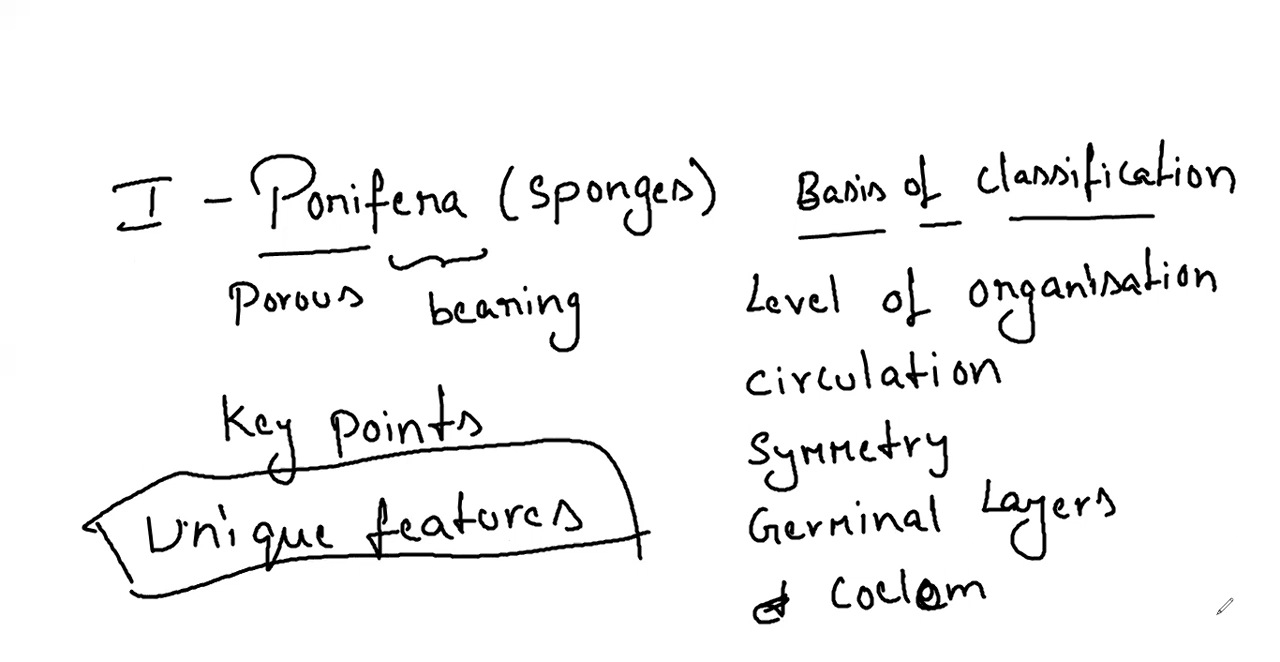 I - Porifera (sponges)
Porous bearing
Key points
Unique features
Basis of classification
Level of organisation
circulation
symmetry
Germinal Layers
coelom